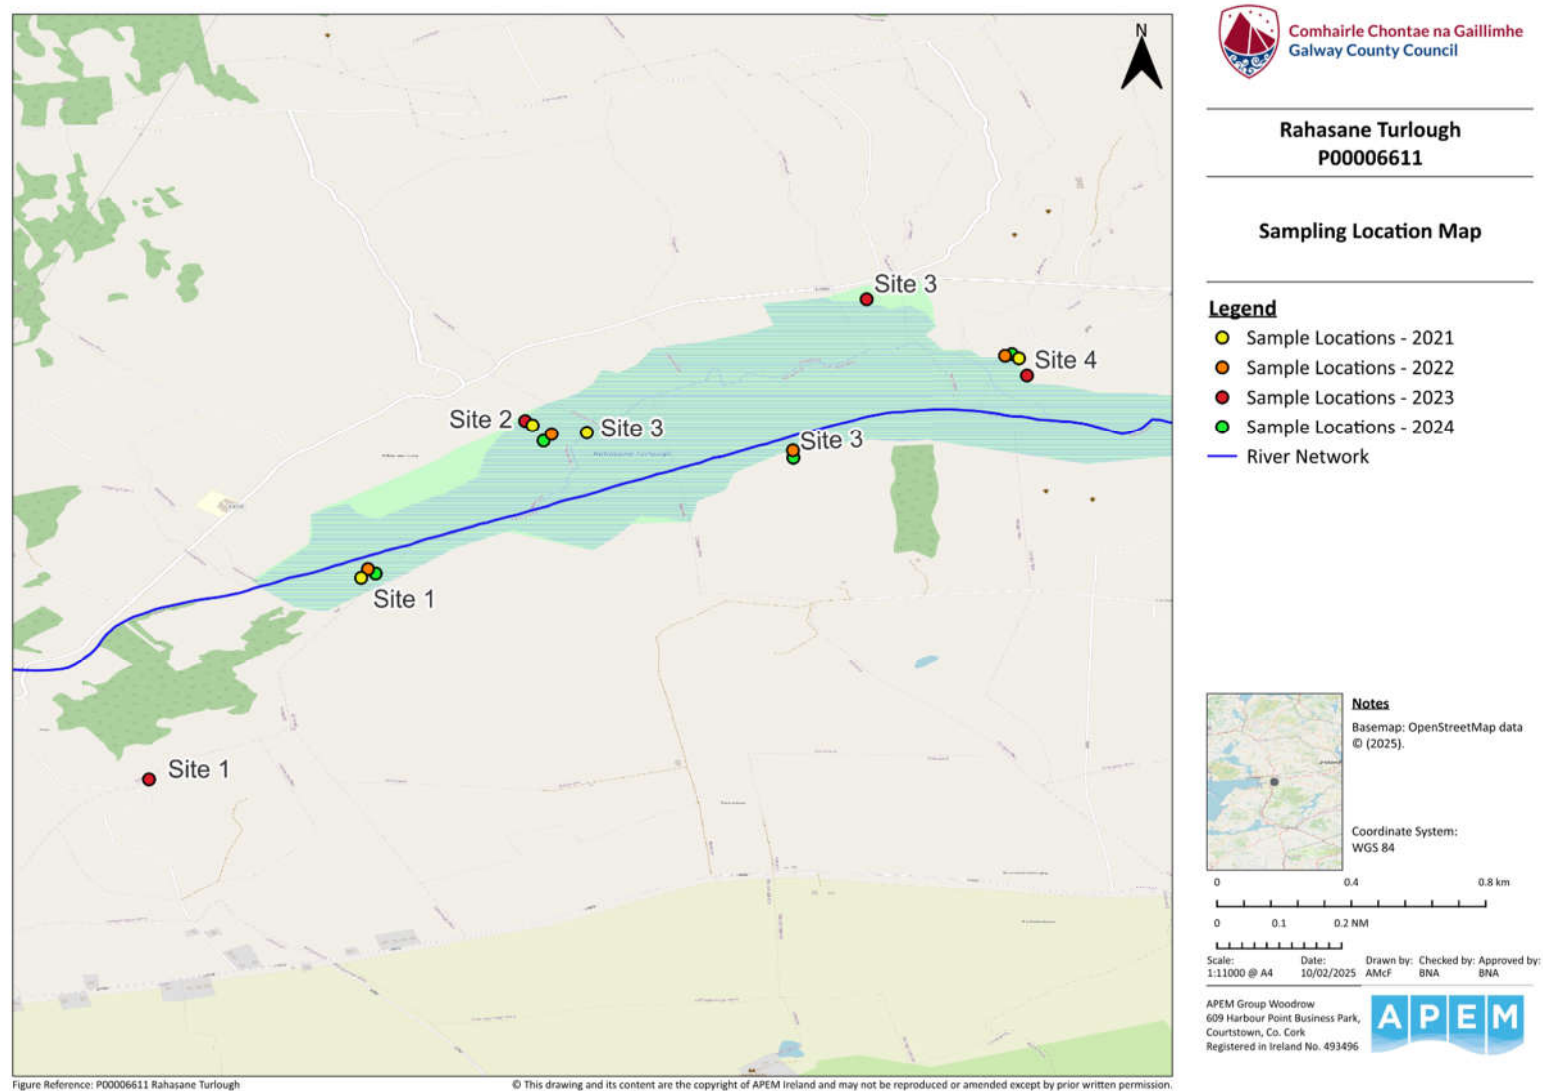 N
Site 3
Site 4
Site 2
Site 3
Site 3
Site 1
Site 1
Rahasane Turlough
Comhairle Chontae na Gaillimhe
Galway County Council
Rahasane Turlough
P00006611
Sampling Location Map
Legend
Sample Locations - 2021
Sample Locations - 2022
Sample Locations - 2023
Sample Locations - 2024
River Network
Notes
Basemap: OpenStreetMap data
© (2025).
Coordinate System:
WGS 84
0 0.4 0.8 km
0 0.1 0.2 NM
Scale: Date: Drawn by: Checked by: Approved by:
1:11000 @ A4 10/02/2025 AMcF BNA BNA
APEM Group Woodrow
609 Harbour Point Business Park,
Courtstown, Co. Cork
Registered in Ireland No. 493496
APEM
Figure Reference: P00006611 Rahasane Turlough
© This drawing and its content are the copyright of APEM Ireland and may not be reproduced or amended except by prior written permission.